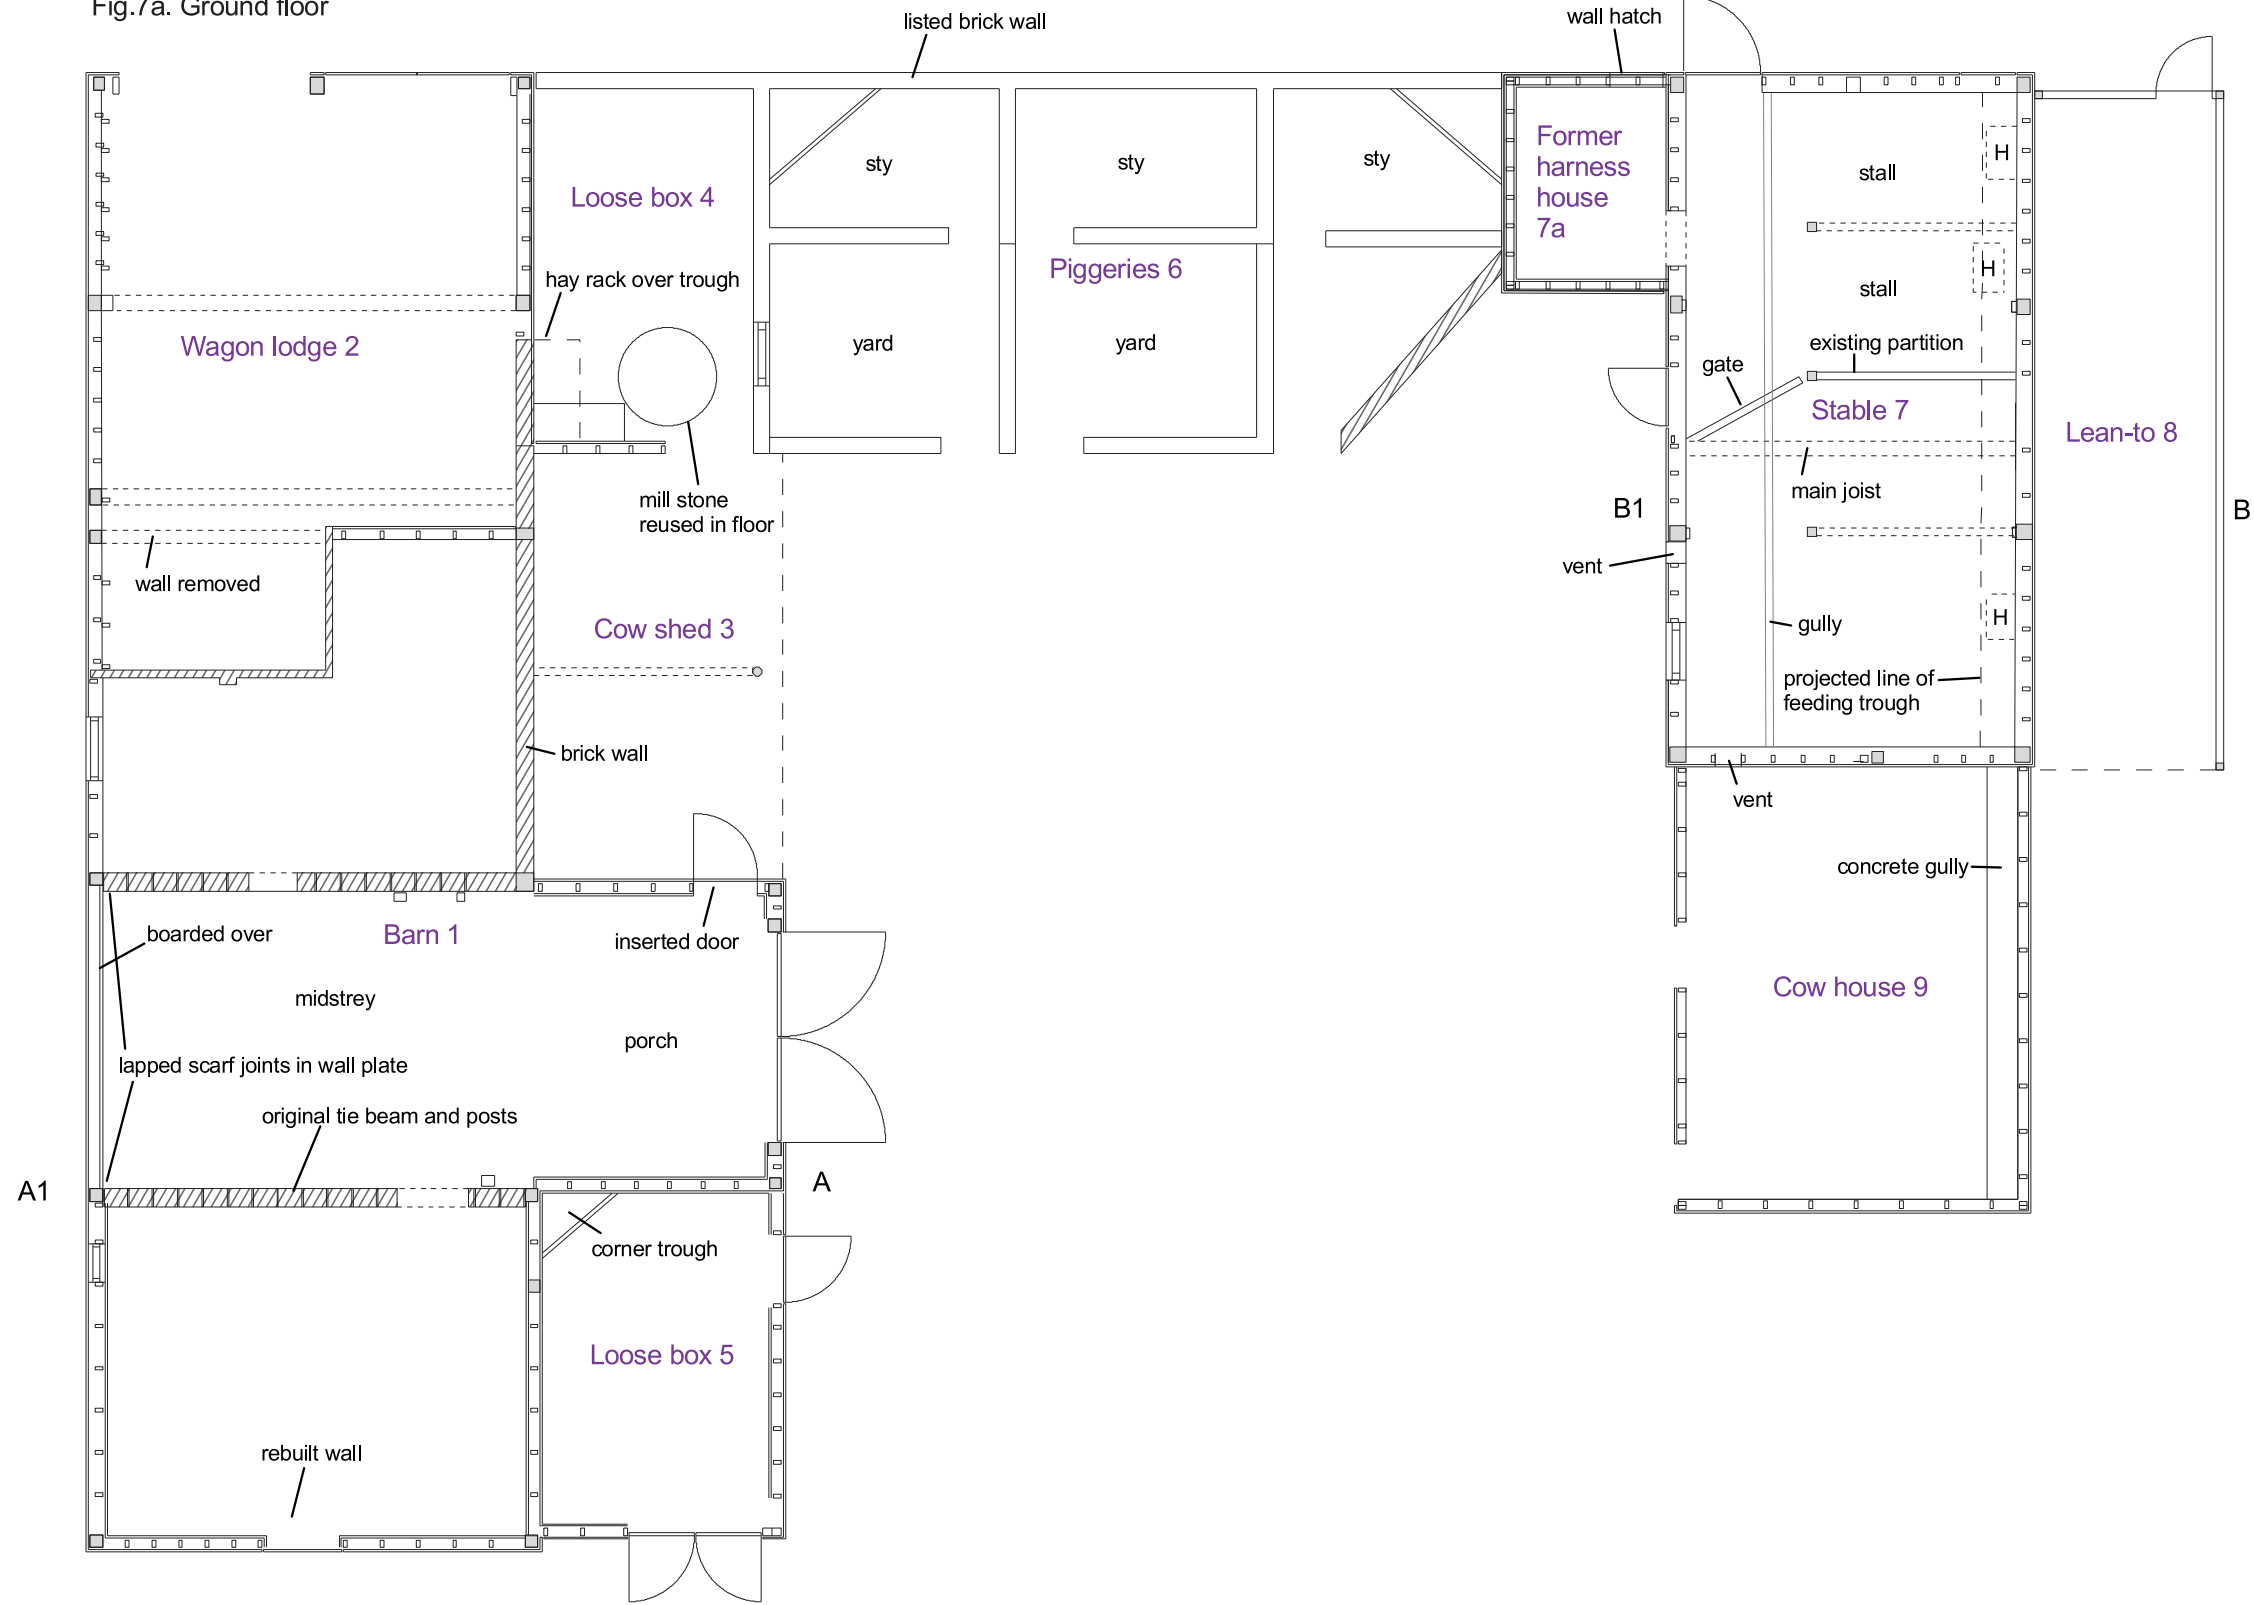 Fig.7a. Ground floor
listed brick wall
wall hatch
Former
harness
house
7a
sty
sty
sty
stall
H
Loose box 4
Piggeries 6
hay rack over trough
H
stall
Wagon lodge 2
yard
yard
existing partition
gate
Stable 7
Lean-to 8
main joist
mill stone
reused in floor
B1
B
vent
wall removed
Cow shed 3
H
gully
projected line of
feeding trough
brick wall
vent
concrete gully
boarded over
Barn 1
inserted door
midstrey
Cow house 9
porch
lapped scarf joints in wall plate
original tie beam and posts
A1
A
corner trough
Loose box 5
rebuilt wall